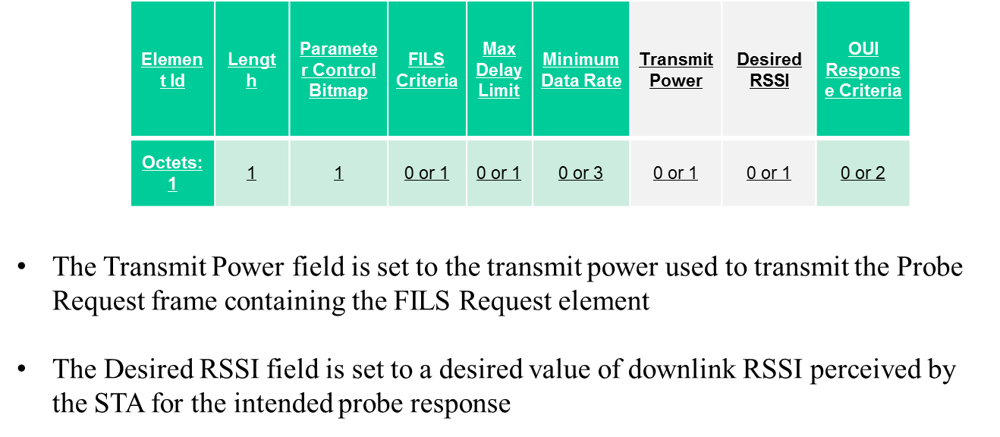 Elemen
t Id
Lengt
h
Paramete
r Control
Bitmap
FILS
Criteria
Max
Delay
Limit
Minimum
Data Rate
Transmit
Power
Desired
RSSI
OUI
Respons
e Criteria
Octets:
1
1
1
0 or 1
0 or 1
0 or 3
0 or 1
0 or 1
0 or 2
• The Transmit Power field is set to the transmit power used to transmit the Probe
Request frame containing the FILS Request element
• The Desired RSSI field is set to a desired value of downlink RSSI perceived by
the STA for the intended probe response